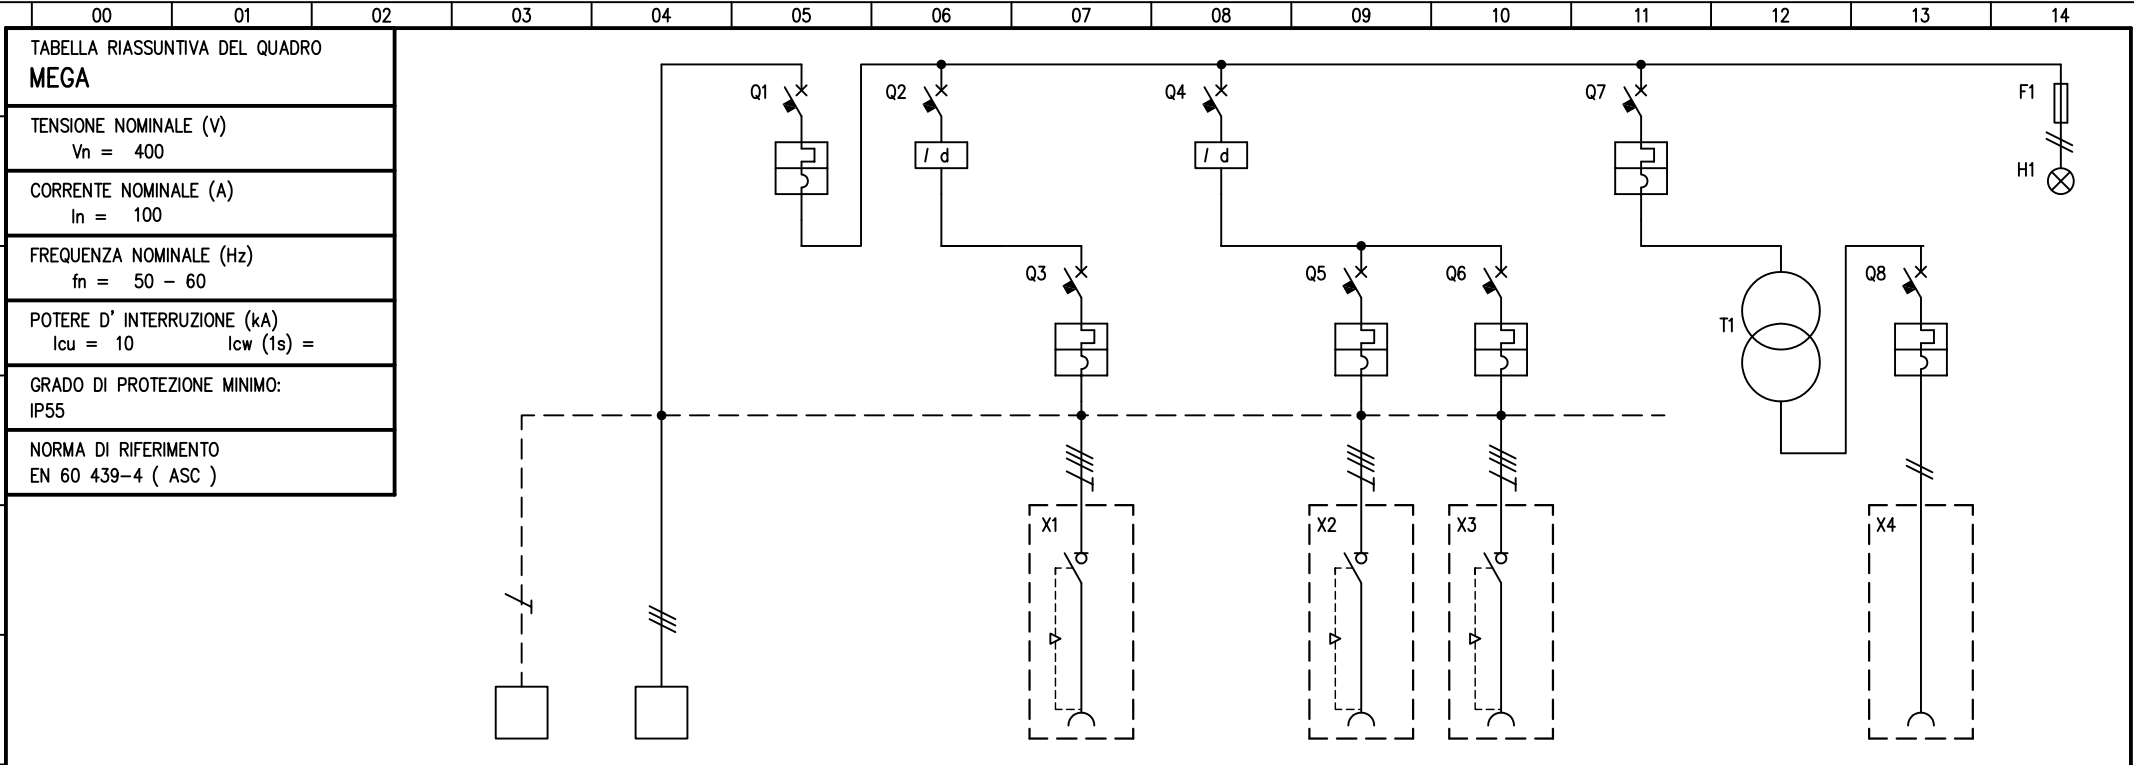 00 01 02 03 04 05 06 07 08 09 10 11 12 13 14
TABELLA RIASSUNTIVA DEL QUADRO
MEGA
TENSIONE NOMINALE (V)
Vn = 400
CORRENTE NOMINALE (A)
In = 100
FREQUENZA NOMINALE (Hz)
fn = 50 – 60
POTERE D' INTERRUZIONE (kA)
Icu = 10 Icw (1s) =
GRADO DI PROTEZIONE MINIMO:
IP55
NORMA DI RIFERIMENTO
EN 60 439–4 ( ASC )
Q1 Q2 Q4 Q7 F1
I d I d
H1
Q3 Q5 Q6 Q8
T1
X1 X2 X3 X4